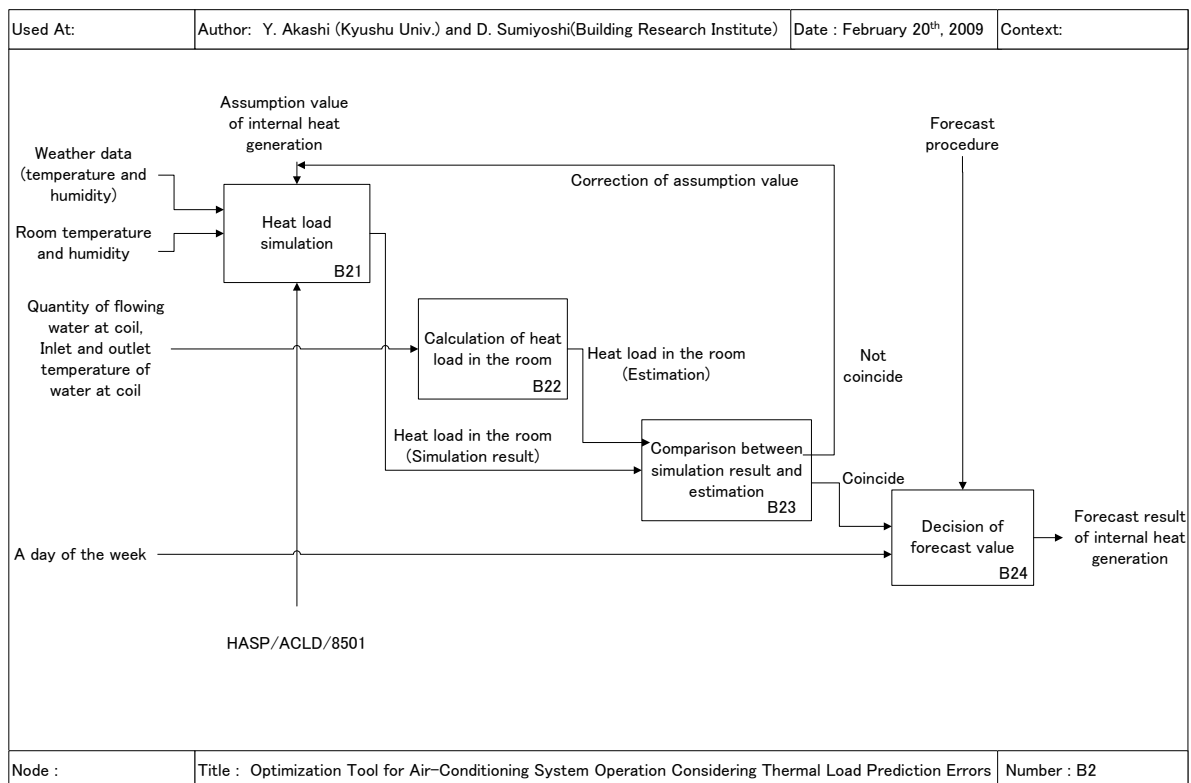 Used At:
Author: Y. Akashi (Kyushu Univ.) and D. Sumiyoshi(Building Research Institute)
Date : February 20th, 2009
Context:
Assumption value
of internal heat
generation
Forecast
procedure
Weather data
(temperature and
humidity)
Correction of assumption value
Room temperature
and humidity
Heat load
simulation
B21
Quantity of flowing
water at coil,
Inlet and outlet
temperature of
water at coil
Calculation of heat
load in the room
B22
Heat load in the room
(Estimation)
Not
coincide
Heat load in the room
(Simulation result)
Comparison between
simulation result and
estimation
B23
Coincide
A day of the week
Decision of
forecast value
B24
Forecast result
of internal heat
generation
HASP/ACLD/8501
Node :
Title : Optimization Tool for Air-Conditioning System Operation Considering Thermal Load Prediction Errors
Number : B2